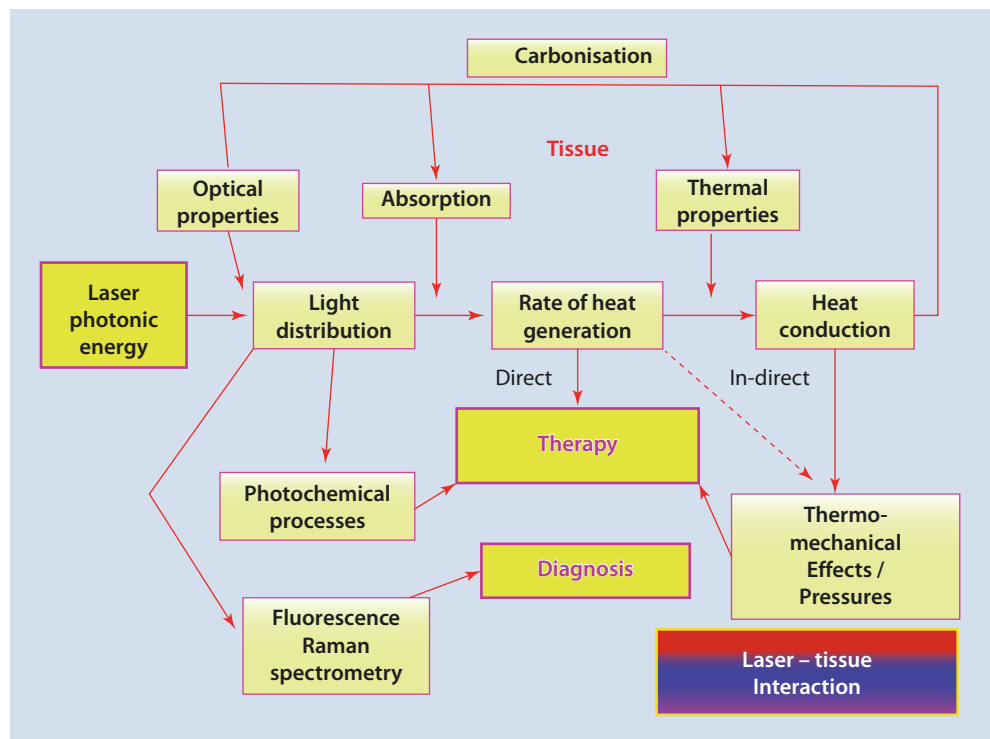 Carbonisation
Tissue
Optical
properties
Absorption
Thermal
properties
Laser
photonic
energy
Light
distribution
Rate of heat
generation
Heat
conduction
Direct
In-direct
Therapy
Photochemical
processes
Thermo-
mechanical
Effects /
Pressures
Diagnosis
Fluorescence
Raman
spectrometry
Laser – tissue
Interaction